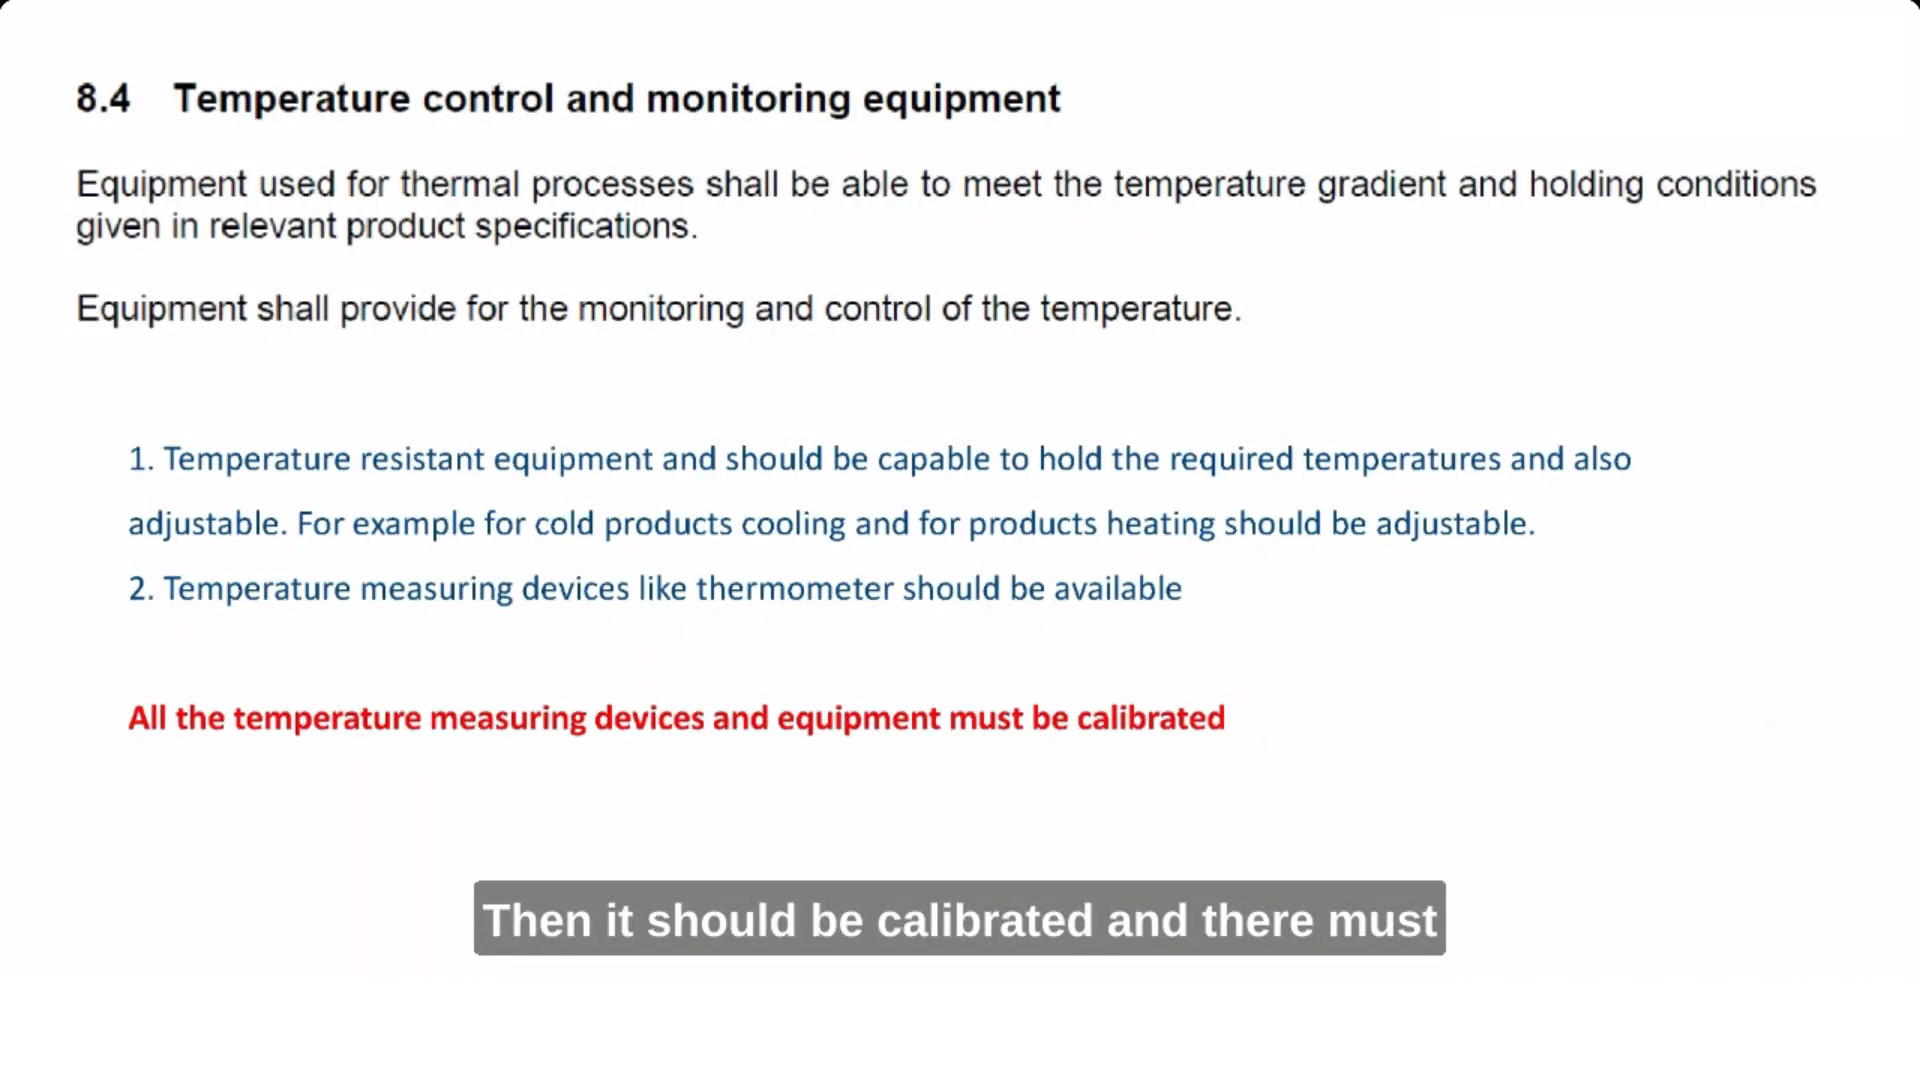 8.4 Temperature control and monitoring equipment
Equipment used for thermal processes shall be able to meet the temperature gradient and holding conditions
given in relevant product specifications.
Equipment shall provide for the monitoring and control of the temperature.
1. Temperature resistant equipment and should be capable to hold the required temperatures and also
adjustable. For example for cold products cooling and for products heating should be adjustable.
2. Temperature measuring devices like thermometer should be available
All the temperature measuring devices and equipment must be calibrated
Then it should be calibrated and there must